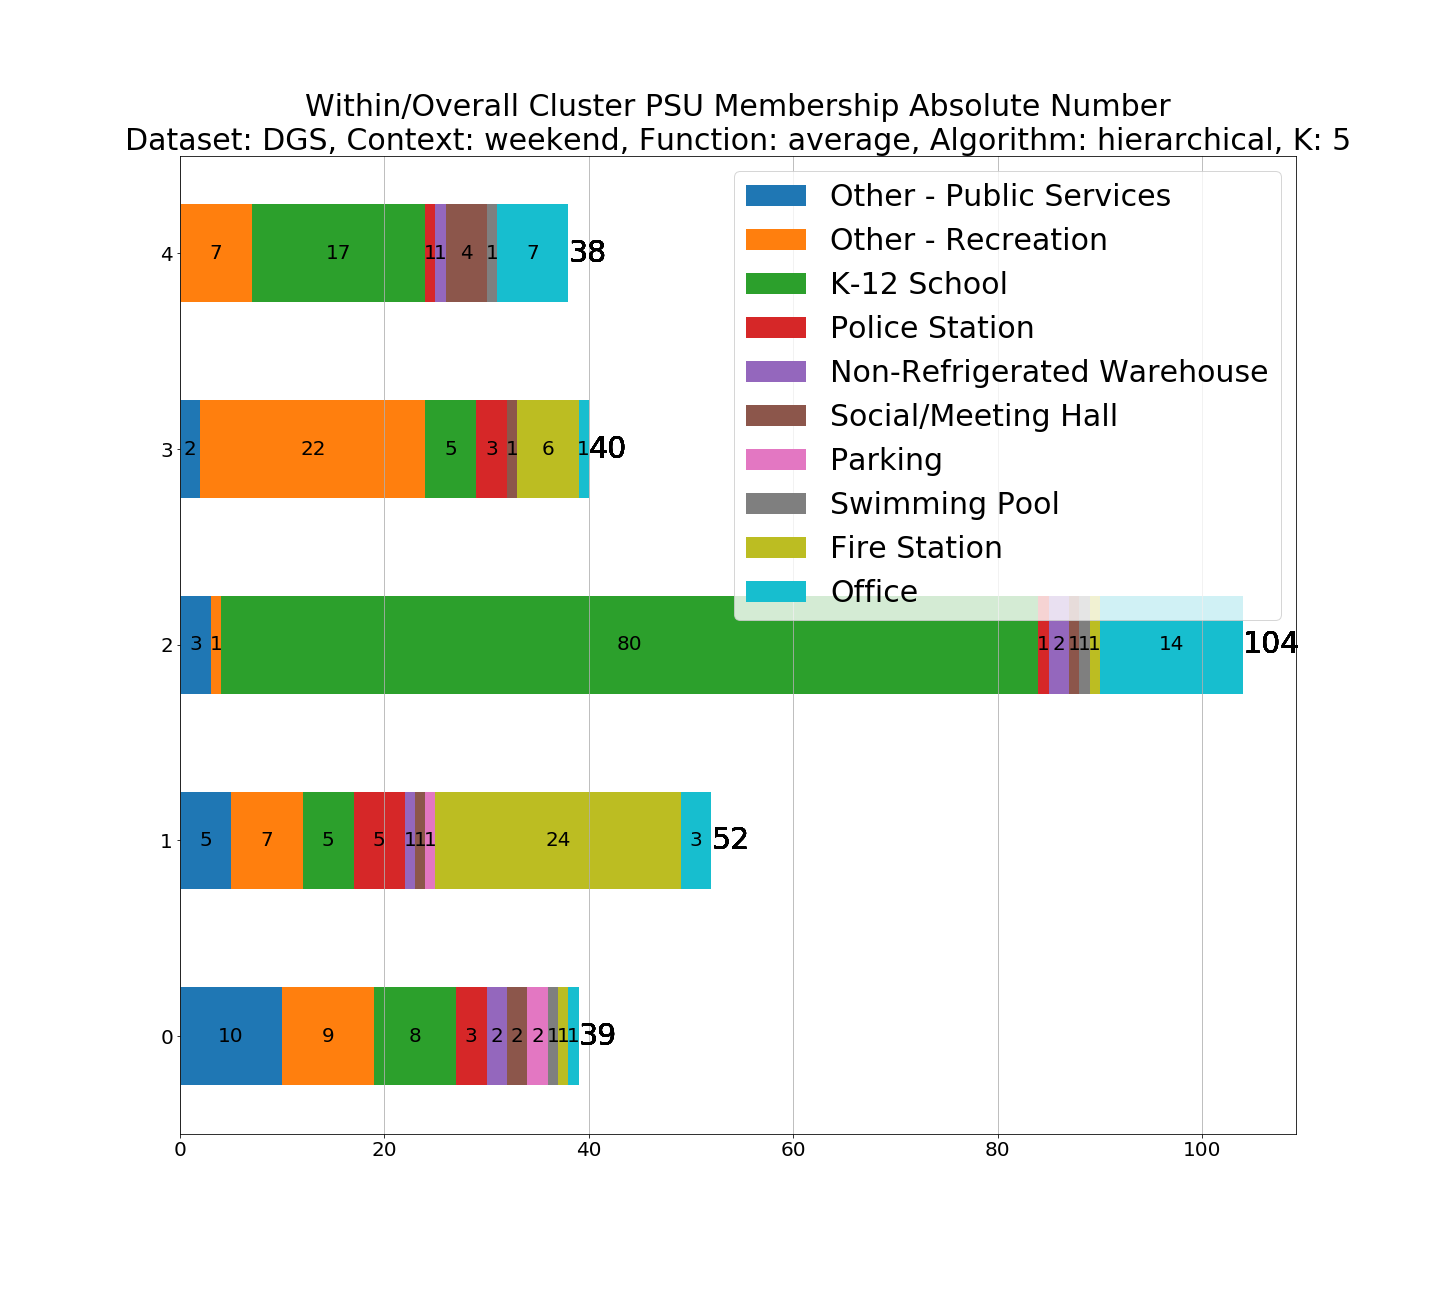 Within/Overall Cluster PSU Membership Absolute Number
Dataset: DGS, Context: weekend, Function: average, Algorithm: hierarchical, K: 5
Other - Public Services
Other - Recreation
K-12 School
Police Station
Non-Refrigerated Warehouse
Social/Meeting Hall
Parking
Swimming Pool
Fire Station
Office
4 7 17 1 1 4 1 7 38
3 2 22 5 3 1 6 1 40
2 3 1 80 1 2 1 1 1 14 104
1 5 7 5 5 1 1 1 24 3 52
0 10 9 8 3 2 2 2 1 1 1 39
0 20 40 60 80 100